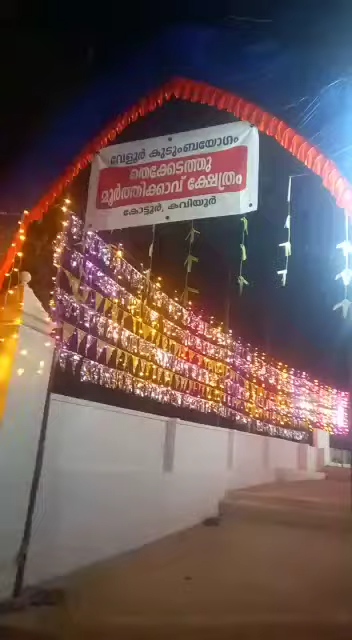 വേളൂർ കുടുംബയോഗം
തെക്കേടത്തു
മൂർത്തിക്കാവ് ക്ഷേത്രം
കോട്ടൂർ, കവിയൂർ